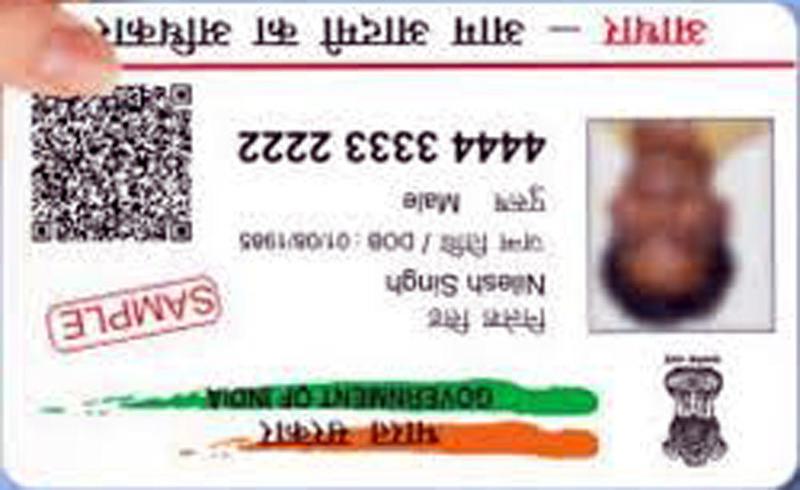 भारत सरकार
GOVERNMENT OF INDIA
निलेश सिंह
Nilesh Singh
जन्म तिथि / DOB : 01/08/1985
पुरुष Male
4444 3333 2222
SAMPLE
आधार — आम आदमी का अधिकार